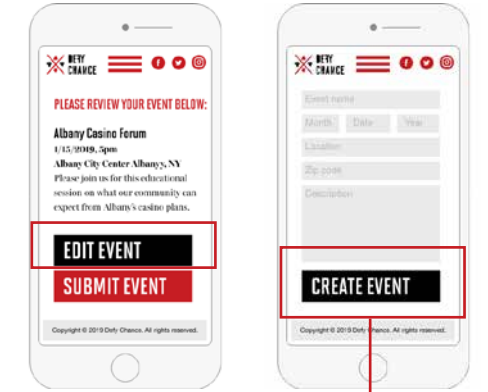 DEFY
CHANCE
PLEASE REVIEW YOUR EVENT BELOW:
Albany Casino Forum
1/15/2019, 5pm
Albany City Center Albanyy, NY
Please join us for this educational
session on what our community can
expect from Albany's casino plans.
EDIT EVENT
SUBMIT EVENT
Copyright © 2019 Defy Chance. All rights reserved.
DEFY
CHANCE
Event name
Month Date Year
Location
Zip code
Description
CREATE EVENT
Copyright © 2019 Defy Chance. All rights reserved.